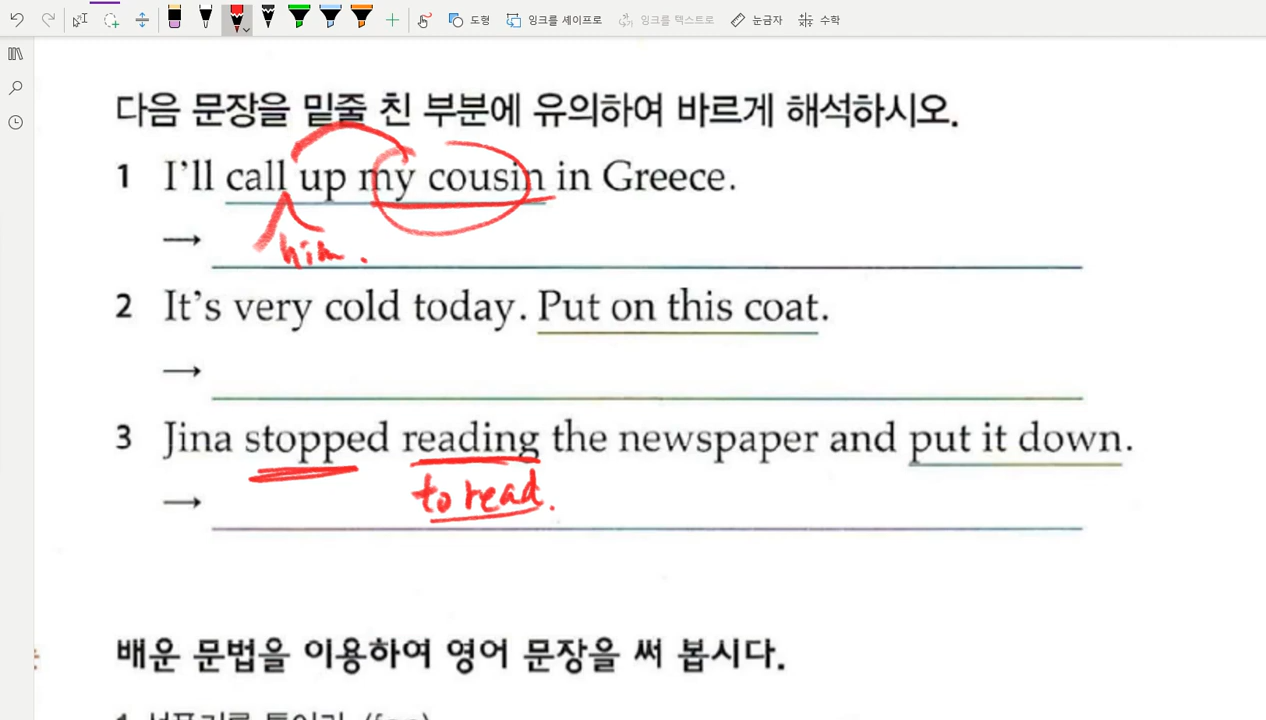 도형 잉크를 셰이프로 잉크를 텍스트로 눈금자 수학
다음 문장을 밑줄 친 부분에 유의하여 바르게 해석하시오.
1 I'll call up my cousin in Greece.
→ him.
2 It's very cold today. Put on this coat.
→
3 Jina stopped reading the newspaper and put it down.
→ to read.
배운 문법을 이용하여 영어 문장을 써 봅시다.